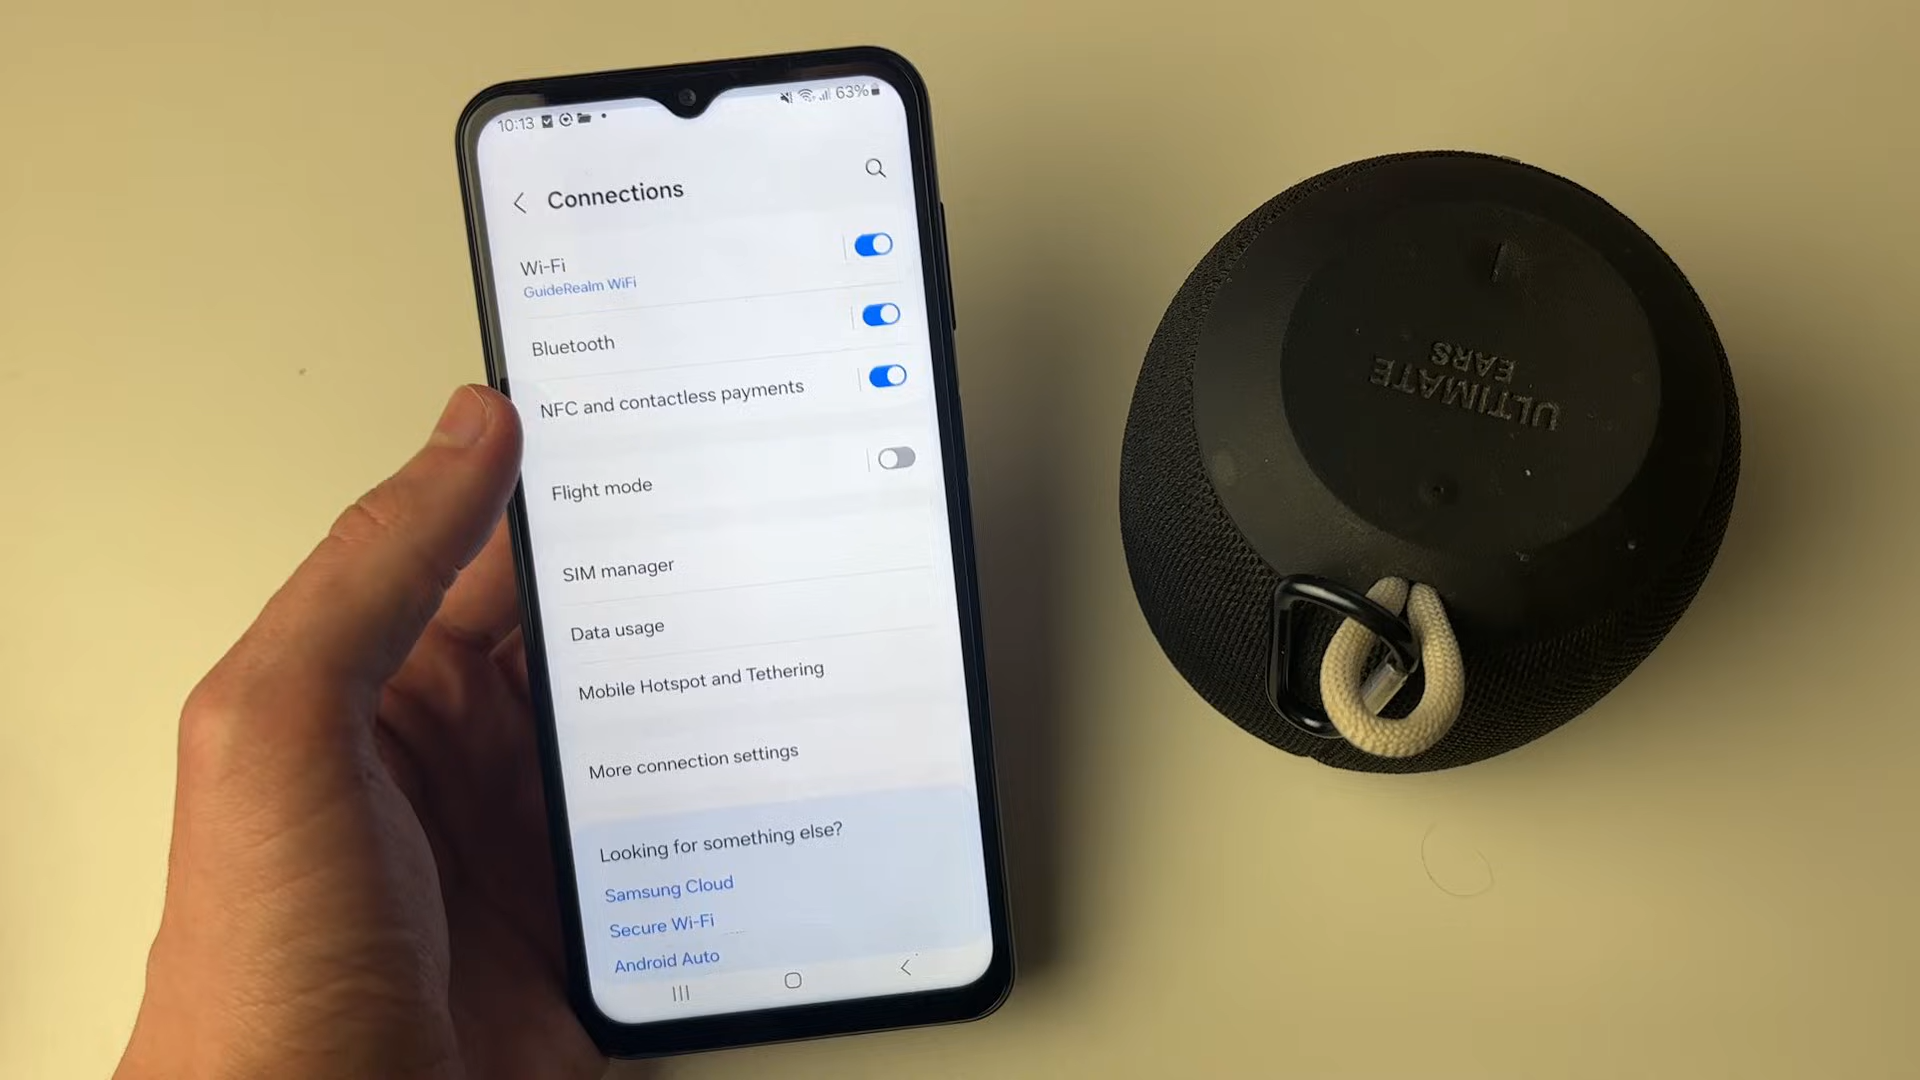 10:13
63%
Connections
Wi-Fi
GuideRealm WiFi
Bluetooth
NFC and contactless payments
Flight mode
SIM manager
Data usage
Mobile Hotspot and Tethering
More connection settings
Looking for something else?
Samsung Cloud
Secure Wi-Fi
Android Auto
ULTIMATE
EARS